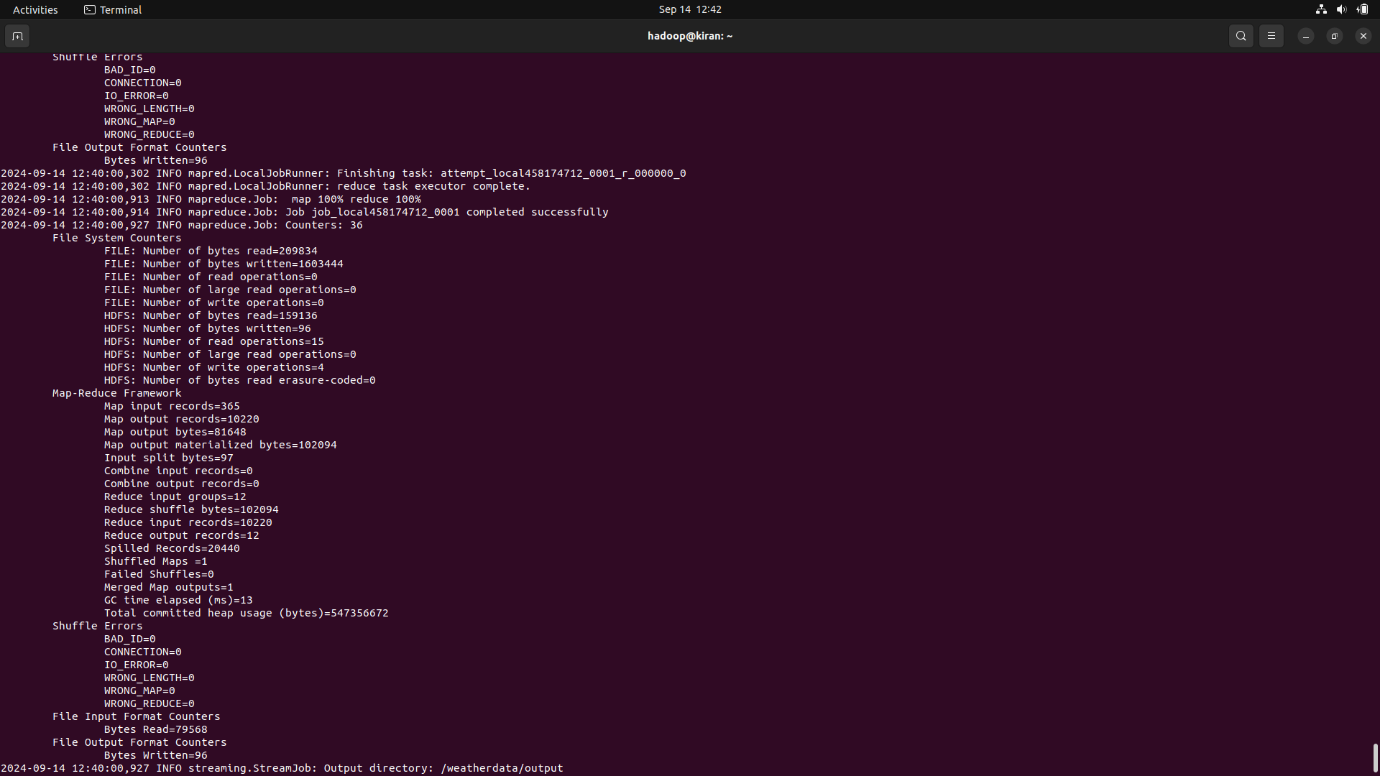 Activities
Terminal
Sep 14 12:42
hadoop@kiran: ~
Shuffle Errors
BAD_ID=0
CONNECTION=0
IO_ERROR=0
WRONG_LENGTH=0
WRONG_MAP=0
WRONG_REDUCE=0
File Output Format Counters
Bytes Written=96
2024-09-14 12:40:00,302 INFO mapred.LocalJobRunner: Finishing task: attempt_local458174712_0001_r_000000_0
2024-09-14 12:40:00,302 INFO mapred.LocalJobRunner: reduce task executor complete.
2024-09-14 12:40:00,913 INFO mapreduce.Job:  map 100% reduce 100%
2024-09-14 12:40:00,914 INFO mapreduce.Job: Job job_local458174712_0001 completed successfully
2024-09-14 12:40:00,927 INFO mapreduce.Job: Counters: 36
File System Counters
FILE: Number of bytes read=209834
FILE: Number of bytes written=1603444
FILE: Number of read operations=0
FILE: Number of large read operations=0
FILE: Number of write operations=0
HDFS: Number of bytes read=159136
HDFS: Number of bytes written=96
HDFS: Number of read operations=15
HDFS: Number of large read operations=0
HDFS: Number of write operations=4
HDFS: Number of bytes read erasure-coded=0
Map-Reduce Framework
Map input records=365
Map output records=10220
Map output bytes=81648
Map output materialized bytes=102094
Input split bytes=97
Combine input records=0
Combine output records=0
Reduce input groups=12
Reduce shuffle bytes=102094
Reduce input records=10220
Reduce output records=12
Spilled Records=20440
Shuffled Maps =1
Failed Shuffles=0
Merged Map outputs=1
GC time elapsed (ms)=13
Total committed heap usage (bytes)=547356672
Shuffle Errors
BAD_ID=0
CONNECTION=0
IO_ERROR=0
WRONG_LENGTH=0
WRONG_MAP=0
WRONG_REDUCE=0
File Input Format Counters
Bytes Read=79568
File Output Format Counters
Bytes Written=96
2024-09-14 12:40:00,927 INFO streaming.StreamJob: Output directory: /weatherdata/output